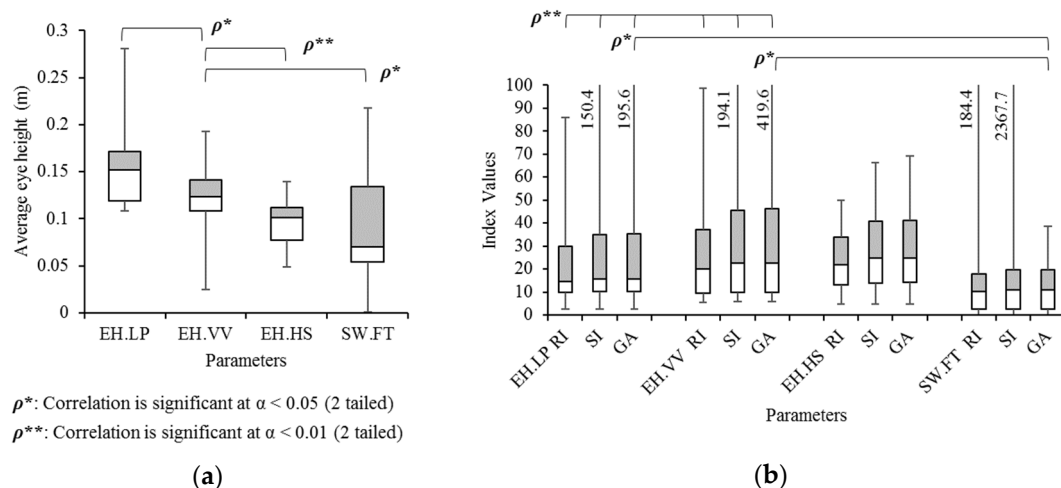 ρ*
ρ**
ρ*
0.3
0.25
0.2
0.15
0.1
0.05
0
Average eye height (m)
EH.LP EH.VV EH.HS SW.FT
Parameters
ρ*: Correlation is significant at α < 0.05 (2 tailed)
ρ**: Correlation is significant at α < 0.01 (2 tailed)
(a)
ρ**
ρ*
ρ*
100
90
80
70
60
50
40
30
20
10
0
Index Values
150.4
195.6
194.1
419.6
184.4
2367.7
EH.LP RI SI GA EH.VV RI SI GA EH.HS RI SI GA SW.FT RI SI GA
Parameters
(b)